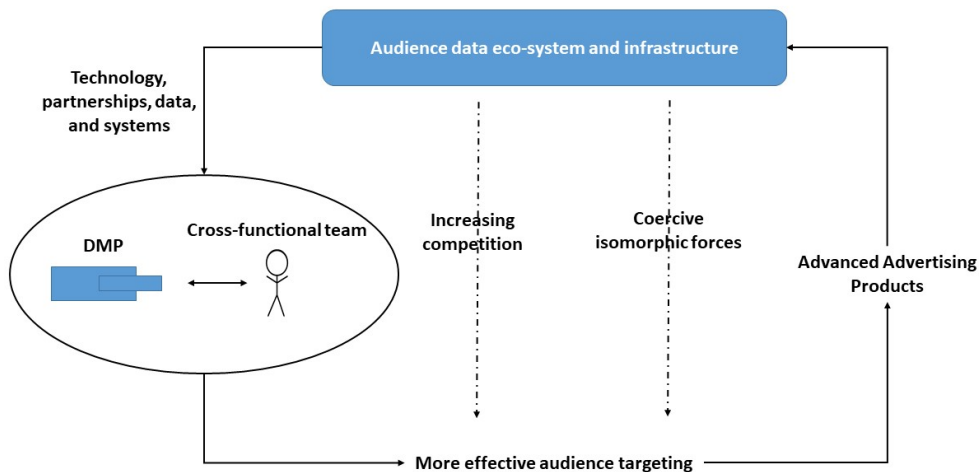 Audience data eco-system and infrastructure
Technology,
partnerships, data,
and systems
Cross-functional team
DMP
Increasing
competition
Coercive
isomorphic forces
Advanced Advertising
Products
More effective audience targeting